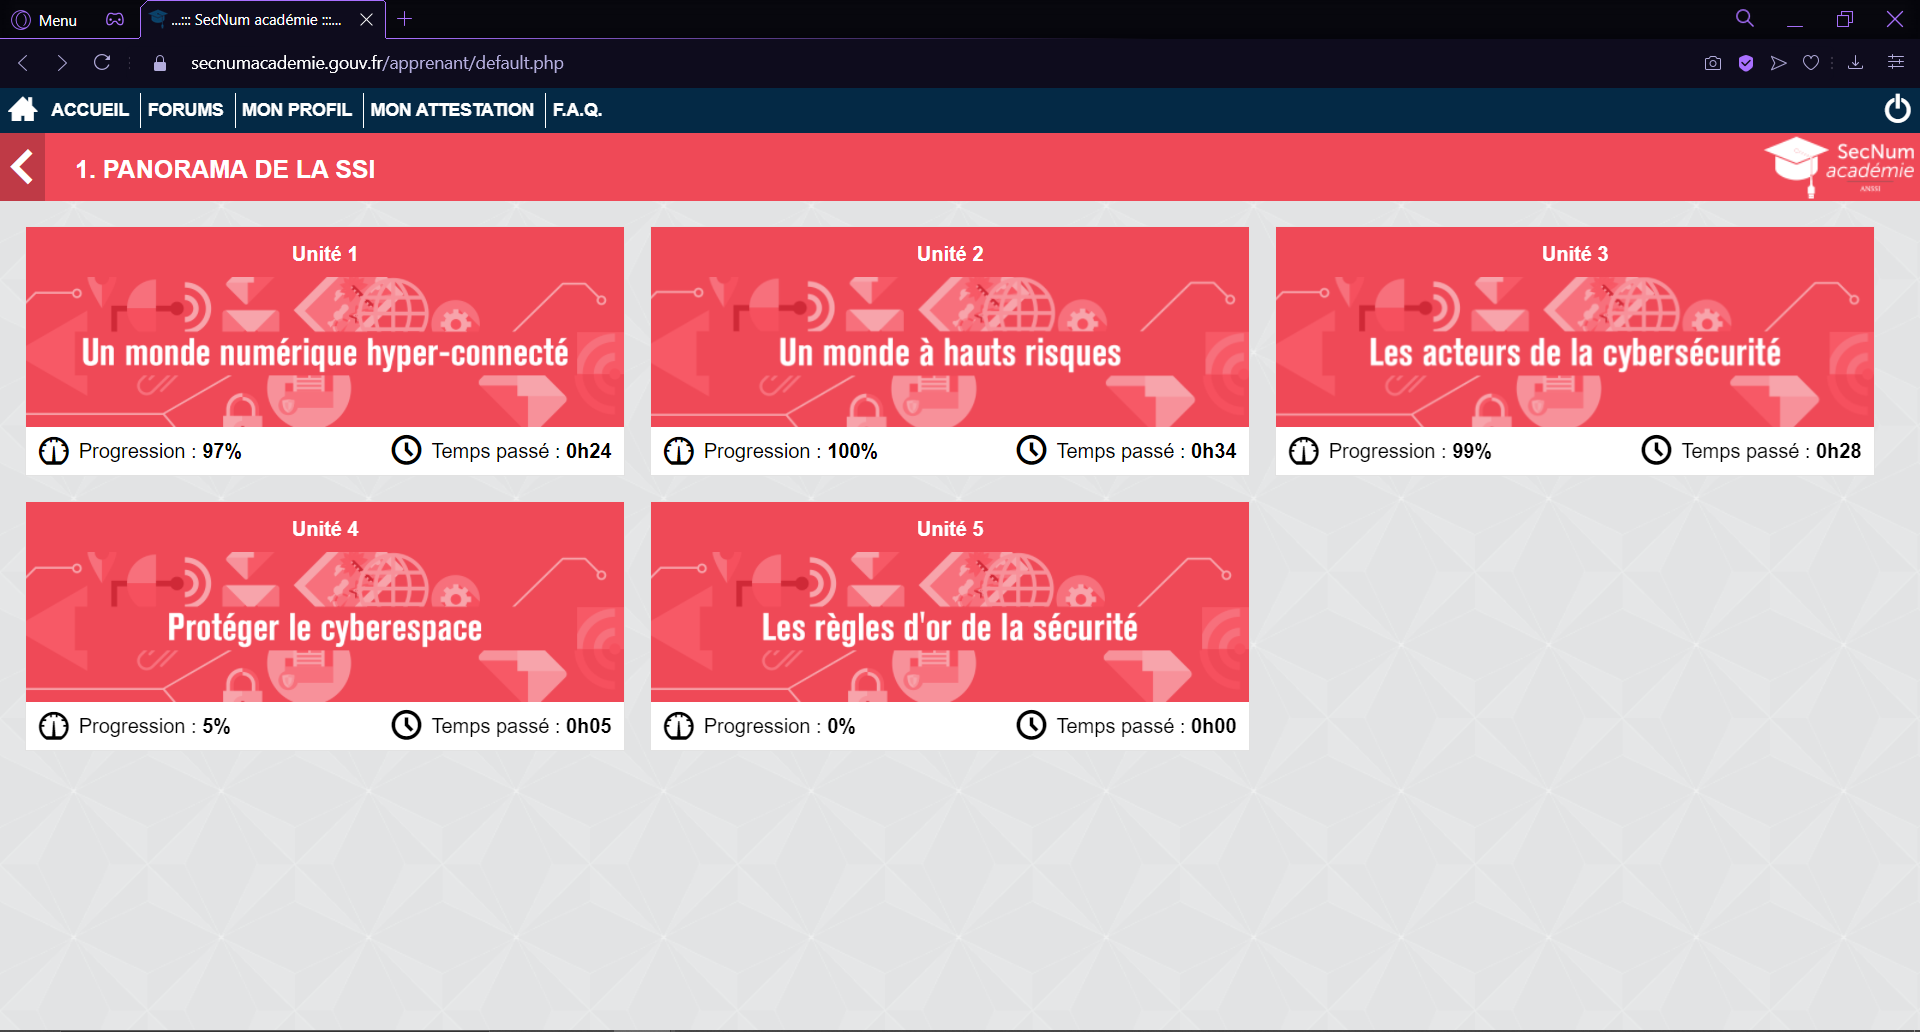 Menu
...::: SecNum académie :::...
secnumacademie.gouv.fr/apprenant/default.php
ACCUEIL FORUMS MON PROFIL MON ATTESTATION F.A.Q.
1. PANORAMA DE LA SSI
SecNum
académie
ANSSI
Unité 1
Un monde numérique hyper-connecté
Progression : 97% Temps passé : 0h24
Unité 2
Un monde à hauts risques
Progression : 100% Temps passé : 0h34
Unité 3
Les acteurs de la cybersécurité
Progression : 99% Temps passé : 0h28
Unité 4
Protéger le cyberespace
Progression : 5% Temps passé : 0h05
Unité 5
Les règles d'or de la sécurité
Progression : 0% Temps passé : 0h00